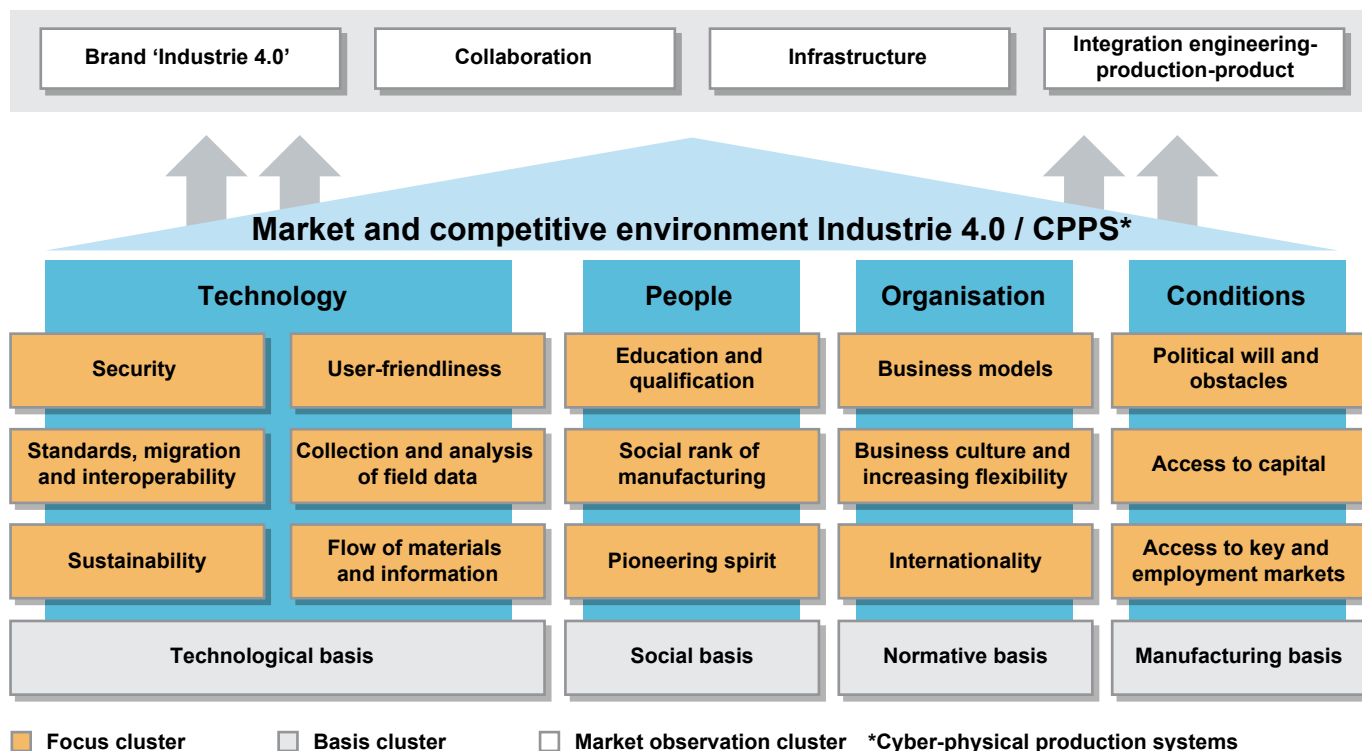 Brand ‘Industrie 4.0’
Collaboration
Infrastructure
Integration engineering-
production-product
Market and competitive environment Industrie 4.0 / CPPS*
Technology
People
Organisation
Conditions
Security
User-friendliness
Education and
qualification
Business models
Political will and
obstacles
Standards, migration
and interoperability
Collection and analysis
of field data
Social rank of
manufacturing
Business culture and
increasing flexibility
Access to capital
Sustainability
Flow of materials
and information
Pioneering spirit
Internationality
Access to key and
employment markets
Technological basis
Social basis
Normative basis
Manufacturing basis
Focus cluster
Basis cluster
Market observation cluster
*Cyber-physical production systems